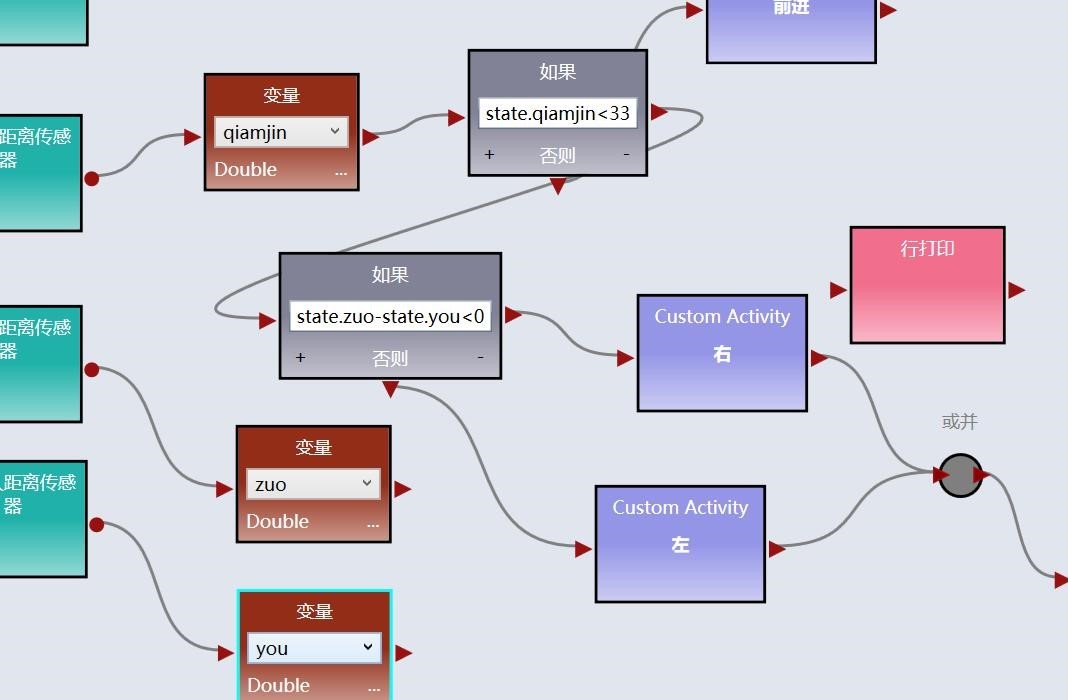 前进
变量
qiamjin
Double ...
如果
state.qiamjin<33
+ 否则 -
距离传感
器
如果
state.zuo-state.you<0
+ 否则 -
Custom Activity
右
行打印
距离传感
器
或并
变量
zuo
Double ...
距离传感
器
Custom Activity
左
变量
you
Double ...